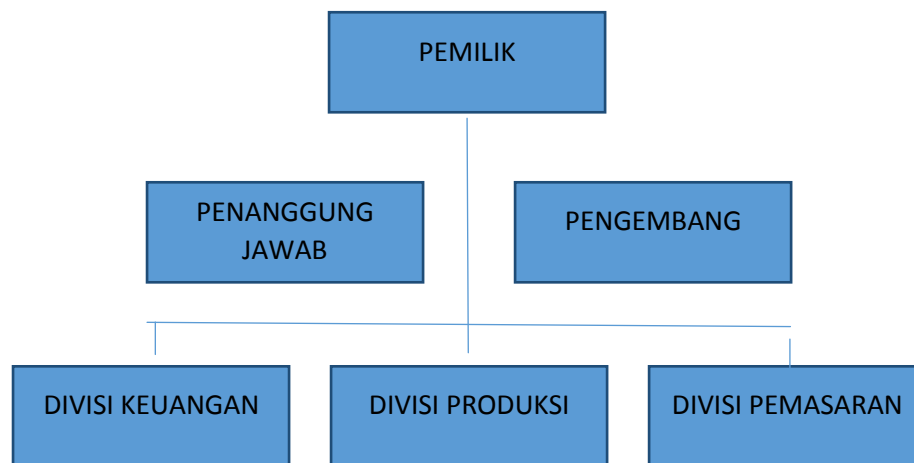 PEMILIK
PENANGGUNG
JAWAB
PENGEMBANG
DIVISI KEUANGAN
DIVISI PRODUKSI
DIVISI PEMASARAN